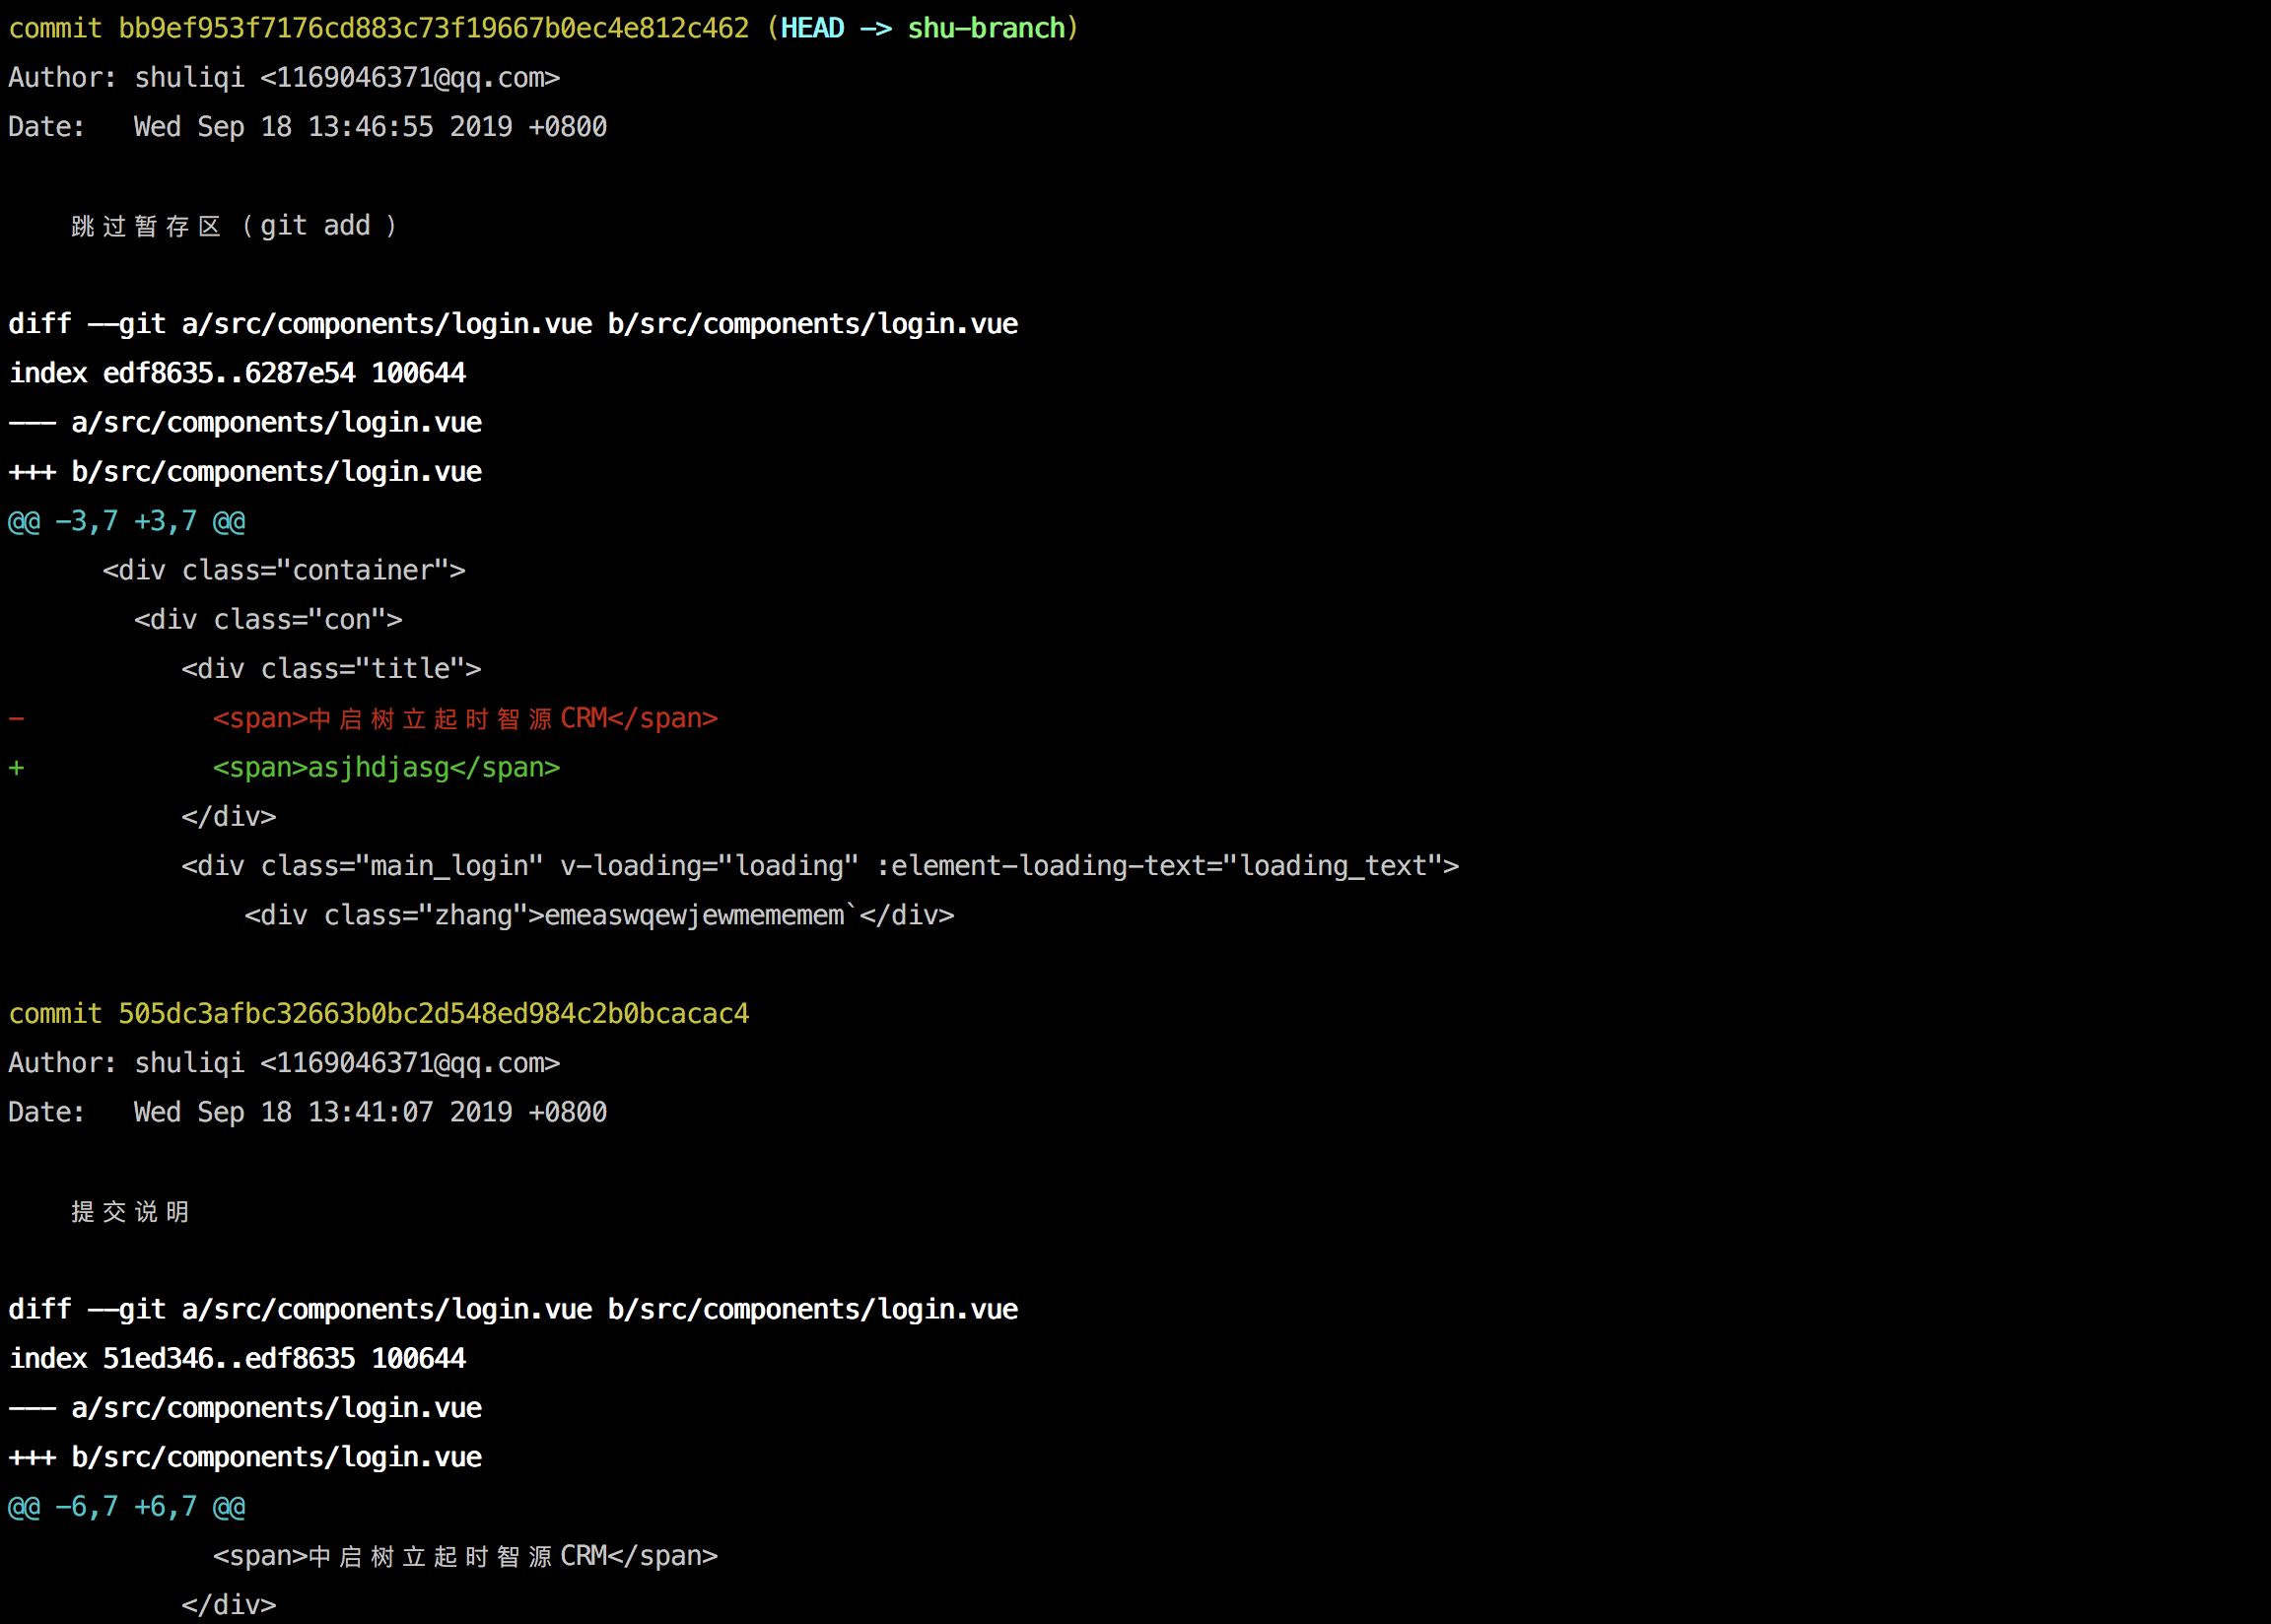 commit bb9ef953f7176cd883c73f19667b0ec4e812c462 (HEAD -> shu-branch)
Author: shuliqi <1169046371@qq.com>
Date:   Wed Sep 18 13:46:55 2019 +0800
    跳过暂存区（git add ）
diff --git a/src/components/login.vue b/src/components/login.vue
index edf8635..6287e54 100644
--- a/src/components/login.vue
+++ b/src/components/login.vue
@@ -3,7 +3,7 @@
      <div class="container">
        <div class="con">
           <div class="title">
-            <span>中启树立起时智源CRM</span>
+            <span>asjhdjasg</span>
           </div>
           <div class="main_login" v-loading="loading" :element-loading-text="loading_text">
               <div class="zhang">emeaswqewjewmememem`</div>
commit 505dc3afbc32663b0bc2d548ed984c2b0bcacac4
Author: shuliqi <1169046371@qq.com>
Date:   Wed Sep 18 13:41:07 2019 +0800
    提交说明
diff --git a/src/components/login.vue b/src/components/login.vue
index 51ed346..edf8635 100644
--- a/src/components/login.vue
+++ b/src/components/login.vue
@@ -6,7 +6,7 @@
             <span>中启树立起时智源CRM</span>
           </div>